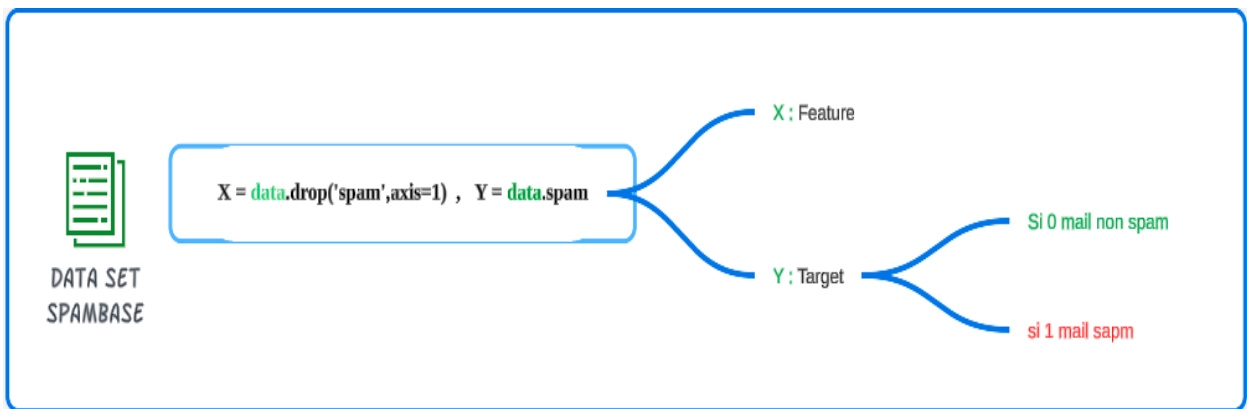 X : Feature
X = data.drop('spam',axis=1) , Y = data.spam
Si 0 mail non spam
DATA SET
SPAMBASE
Y : Target
si 1 mail sapm